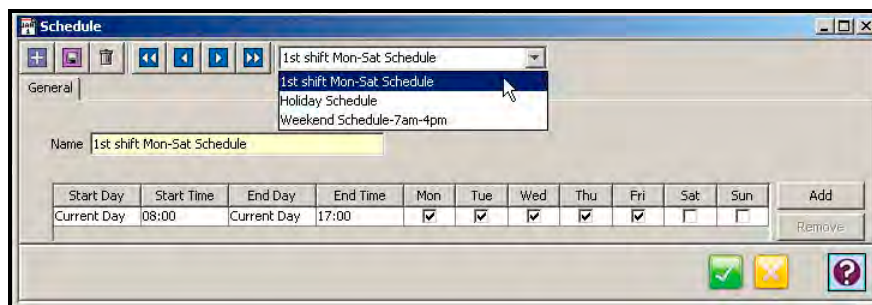 Schedule
1st shift Mon-Sat Schedule
1st shift Mon-Sat Schedule
General
Holiday Schedule
Weekend Schedule-7am-4pm
Name 1st shift Mon-Sat Schedule
Start Day Start Time End Day End Time Mon Tue Wed Thu Fri Sat Sun Add
Current Day 08:00 Current Day 17:00
Remove